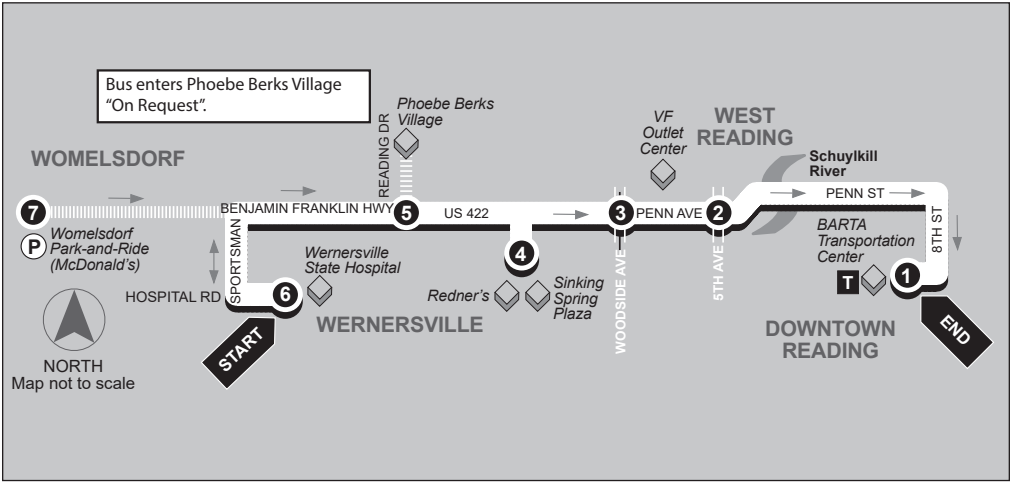 Bus enters Phoebe Berks Village
"On Request".
WOMELSDORF
7
P
Womelsdorf
Park-and-Ride
(McDonald's)
BENJAMIN FRANKLIN HWY
SPORTSMAN
HOSPITAL RD
6
START
Wernersville
State Hospital
WERNERSVILLE
READING DR
Phoebe Berks
Village
5
US 422
4
Redner's
Sinking
Spring
Plaza
3
WOODSIDE AVE
PENN AVE
VF
Outlet
Center
2
5TH AVE
WEST
READING
Schuylkill
River
PENN ST
8TH ST
BARTA
Transportation
Center
T
1
END
DOWNTOWN
READING
NORTH
Map not to scale